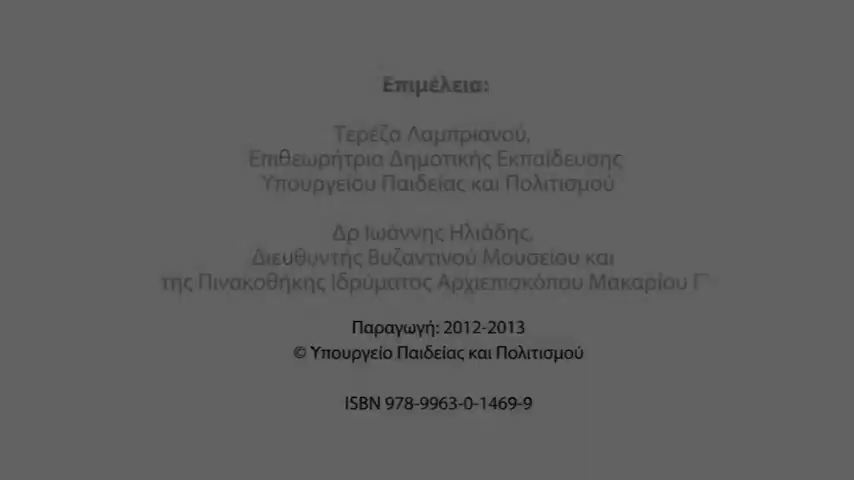 Επιμέλεια:
Τερέζα Λαμπριανού,
Επιθεωρήτρια Δημοτικής Εκπαίδευσης
Υπουργείου Παιδείας και Πολιτισμού
Δρ Ιωάννης Ηλιάδης,
Διευθυντής Βυζαντινού Μουσείου και
της Πινακοθήκης Ιδρύματος Αρχιεπισκόπου Μακαρίου Γ΄
Παραγωγή: 2012-2013
© Υπουργείο Παιδείας και Πολιτισμού
ISBN 978-9963-0-1469-9